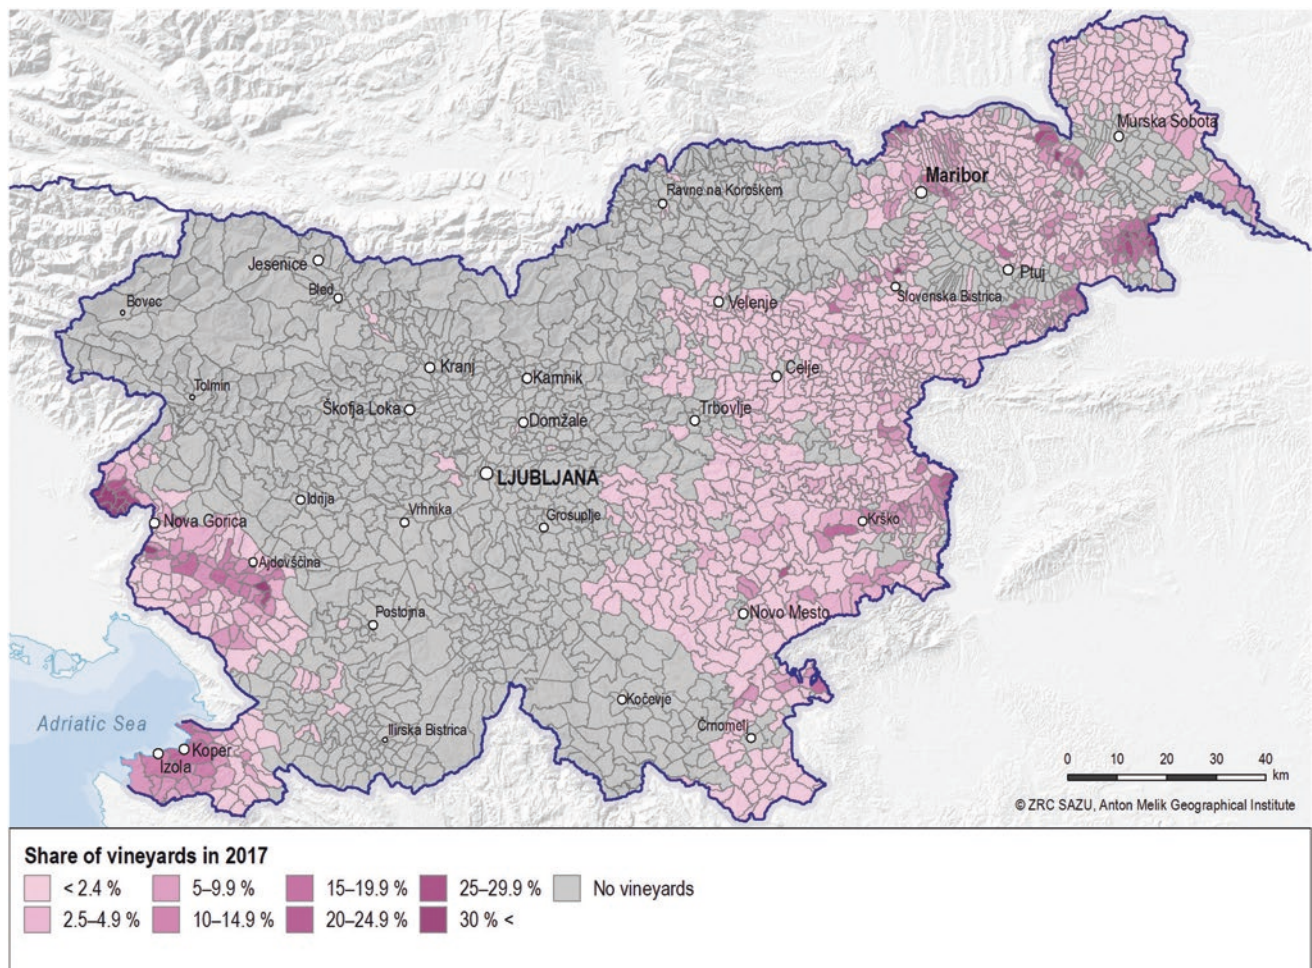 Murska Sobota
Maribor
Ravne na Koroškem
Jesenice
Bled
Ptuj
Slovenska Bistrica
Bovec
Velenje
Kranj
Kamnik
Celje
Tolmin
Škofja Loka
Domžale
Trbovlje
LJUBLJANA
Idrija
Vrhnika
Grosuplje
Krško
Nova Gorica
Ajdovščina
Postojna
Novo Mesto
Kočevje
Adriatic Sea
Ilirska Bistrica
Črnomelj
Koper
Izola
0 10 20 30 40
km
© ZRC SAZU, Anton Melik Geographical Institute
Share of vineyards in 2017
< 2.4 % 5–9.9 % 15–19.9 % 25–29.9 % No vineyards
2.5–4.9 % 10–14.9 % 20–24.9 % 30 % <